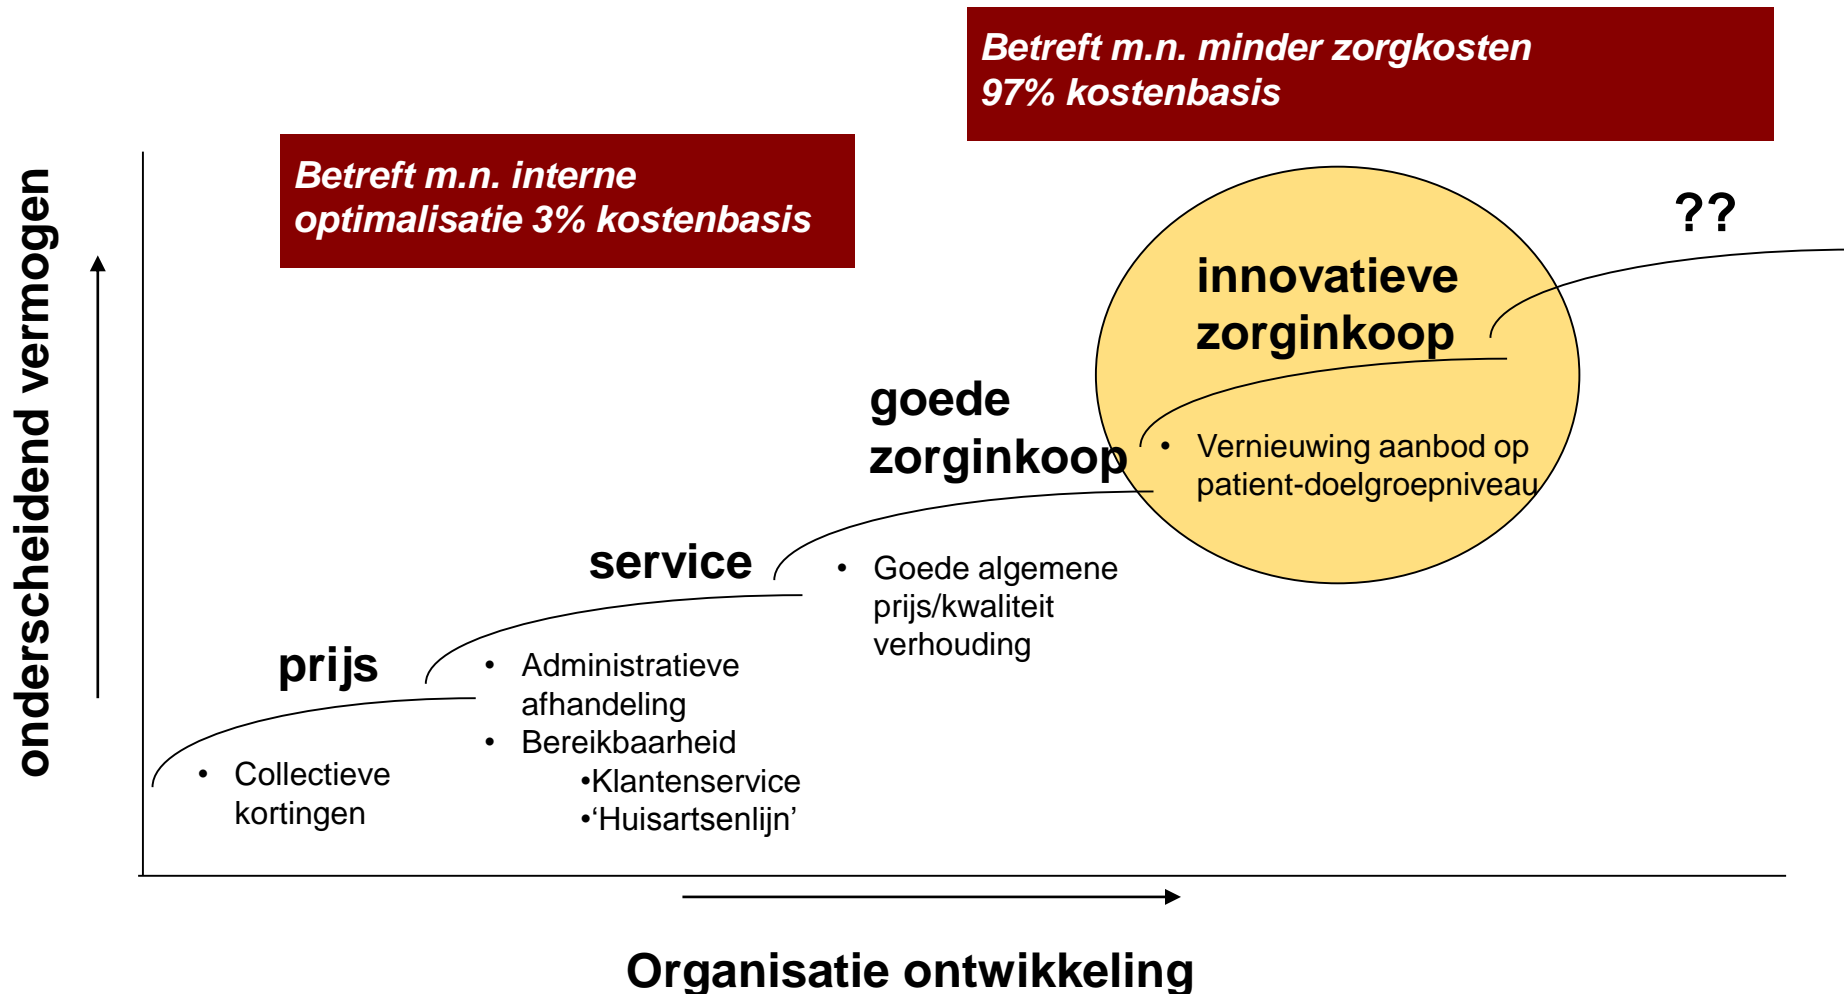 Betreft m.n. minder zorgkosten
97% kostenbasis
Betreft m.n. interne
optimalisatie 3% kostenbasis
onderscheidend vermogen
??
innovatieve
zorginkoop
• Vernieuwing aanbod op
patient-doelgroepniveau
goede
zorginkoop
• Goede algemene
prijs/kwaliteit
verhouding
service
• Administratieve
afhandeling
• Bereikbaarheid
•Klantenservice
•‘Huisartsenlijn’
prijs
• Collectieve
kortingen
Organisatie ontwikkeling